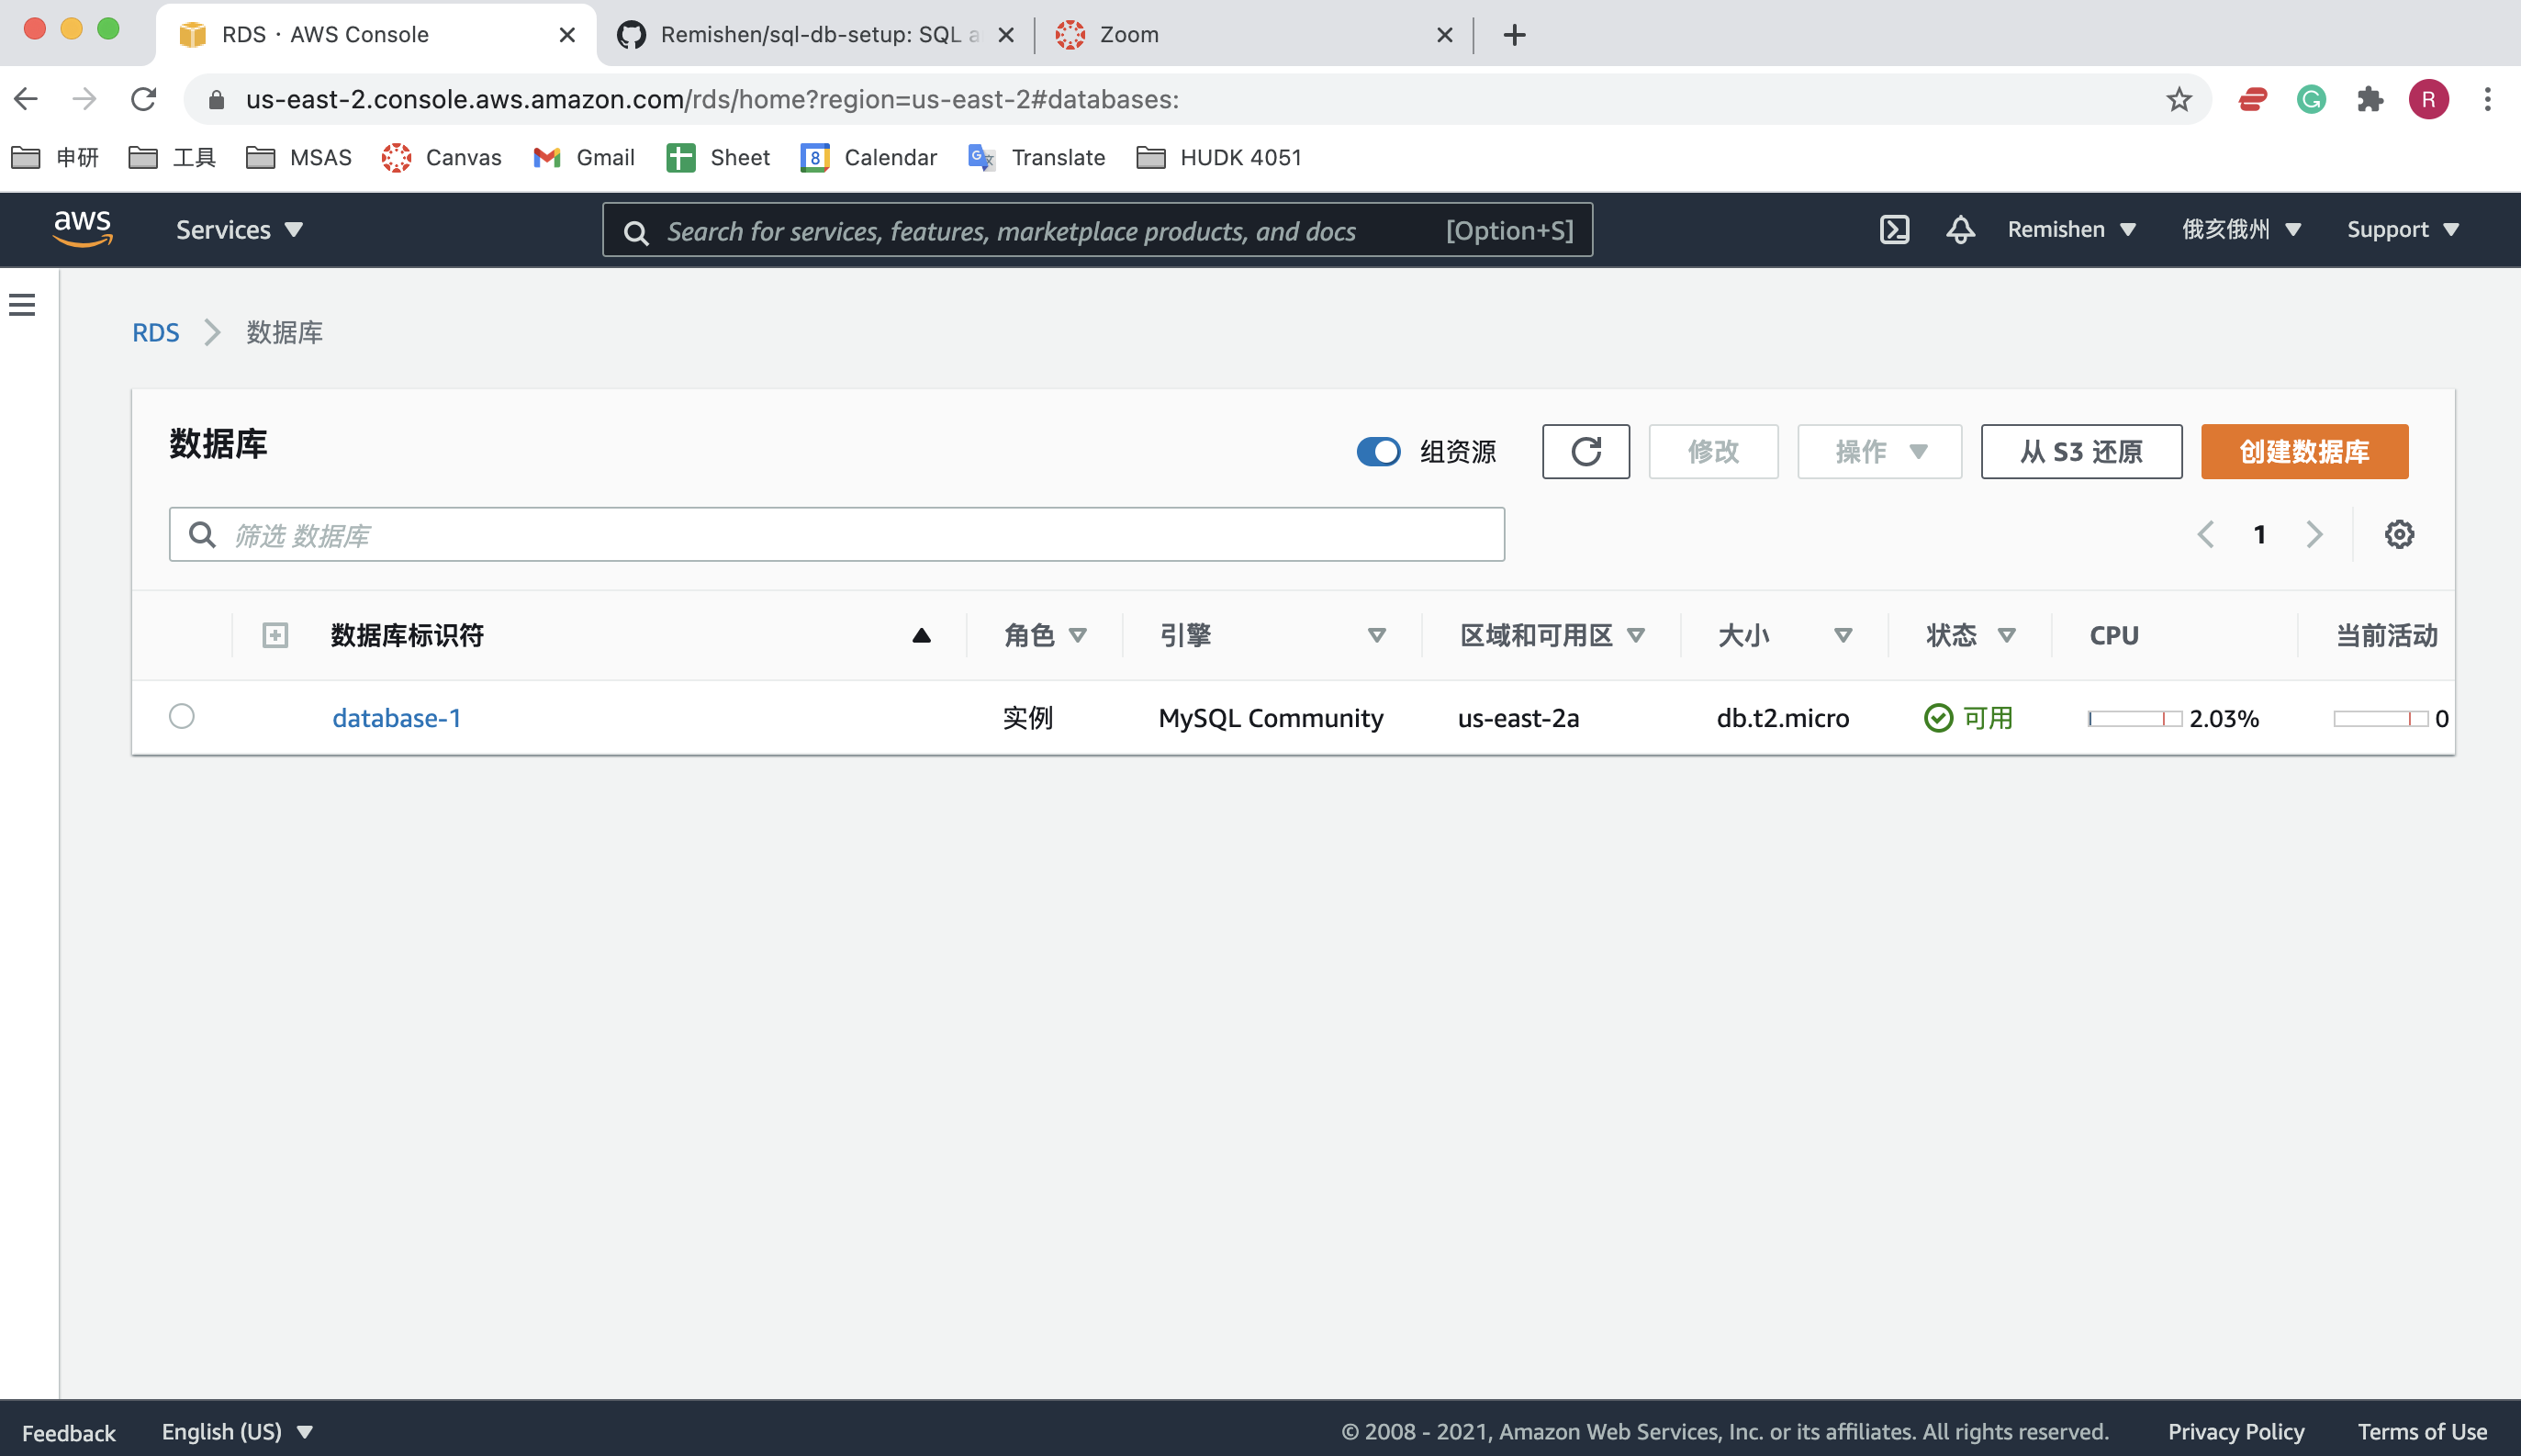 RDS · AWS Console
Remishen/sql-db-setup: SQL a
Zoom
us-east-2.console.aws.amazon.com/rds/home?region=us-east-2#databases:
R
申研 工具 MSAS Canvas Gmail Sheet 8 Calendar Translate HUDK 4051
aws Services Search for services, features, marketplace products, and docs [Option+S] Remishen 俄亥俄州 Support
RDS 数据库
数据库 组资源 修改 操作 从 S3 还原 创建数据库
筛选 数据库 1
数据库标识符 角色 引擎 区域和可用区 大小 状态 CPU 当前活动
database-1 实例 MySQL Community us-east-2a db.t2.micro 可用 2.03% 0
Feedback English (US) © 2008 - 2021, Amazon Web Services, Inc. or its affiliates. All rights reserved. Privacy Policy Terms of Use